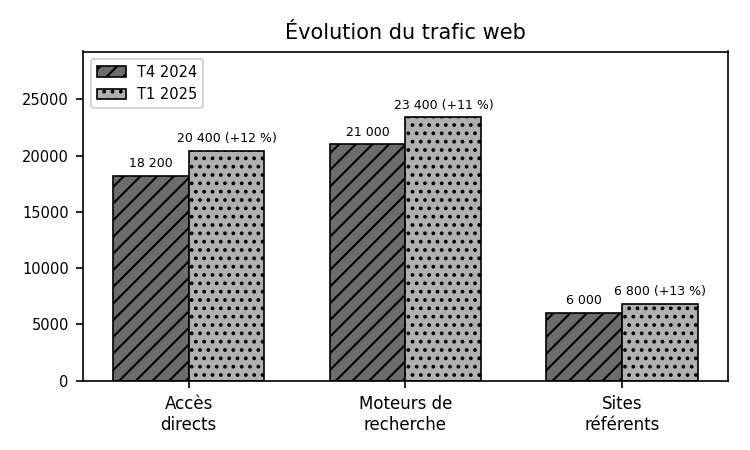 Évolution du trafic web
T4 2024
T1 2025
25000
20000
15000
10000
5000
0
18 200
20 400 (+12 %)
21 000
23 400 (+11 %)
6 000
6 800 (+13 %)
Accès
directs
Moteurs de
recherche
Sites
référents